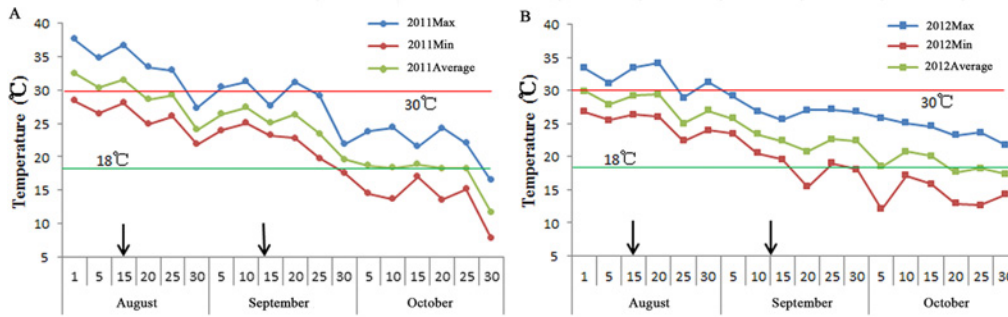 A
2011Max
2011Min
2011Average
Temperature (℃)
40
35
30
25
20
15
10
5
30℃
18℃
1 5 15 20 25 30 5 10 15 20 25 30 5 10 15 20 25 30
August September October
B
2012Max
2012Min
2012Average
Temperature (℃)
40
35
30
25
20
15
10
5
30℃
18℃
1 5 15 20 25 30 5 10 15 20 25 30 5 10 15 20 25 30
August September October